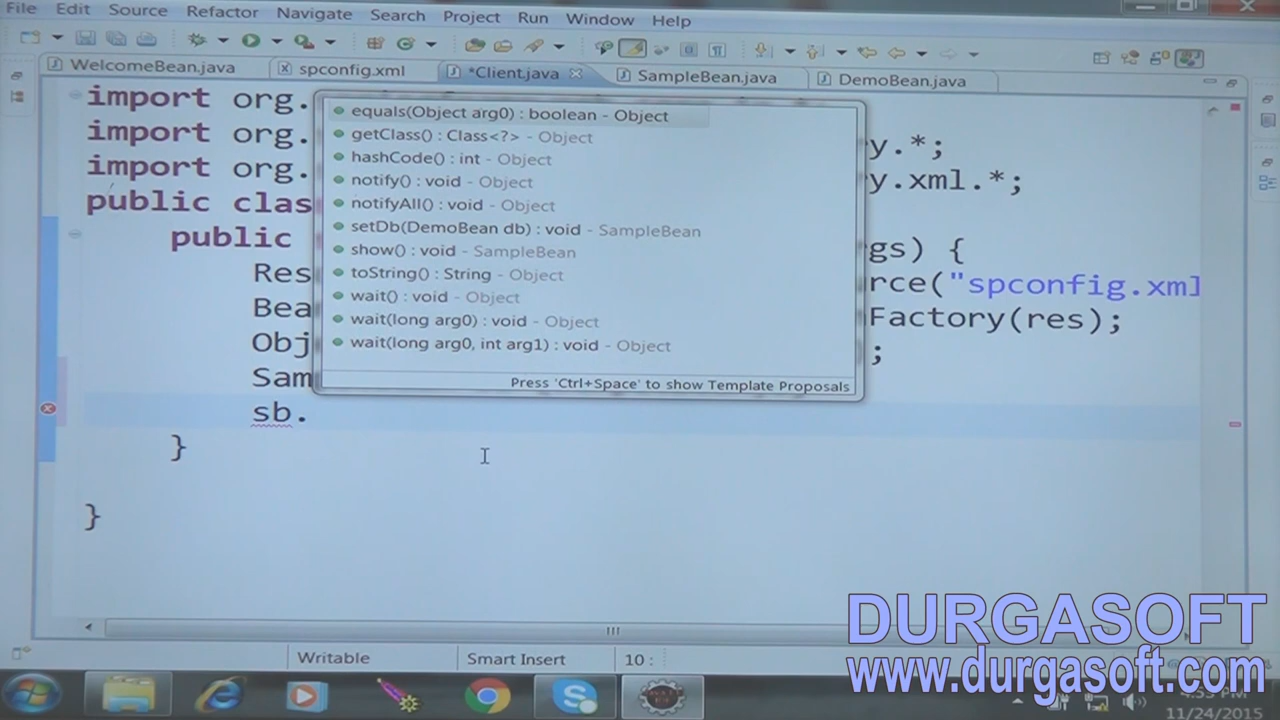 File Edit Source Refactor Navigate Search Project Run Window Help
WelcomeBean.java spconfig.xml *Client.java SampleBean.java DemoBean.java
import org.
import org. y.*;
import org. y.xml.*;
public clas
public gs) {
Res rce("spconfig.xml
Bea Factory(res);
Obj ;
Sam
sb.
}
}
equals(Object arg0) : boolean - Object
getClass() : Class<?> - Object
hashCode() : int - Object
notify() : void - Object
notifyAll() : void - Object
setDb(DemoBean db) : void - SampleBean
show() : void - SampleBean
toString() : String - Object
wait() : void - Object
wait(long arg0) : void - Object
wait(long arg0, int arg1) : void - Object
Press 'Ctrl+Space' to show Template Proposals
Writable Smart Insert 10 :
DURGASOFT
www.durgasoft.com
11/24/2015